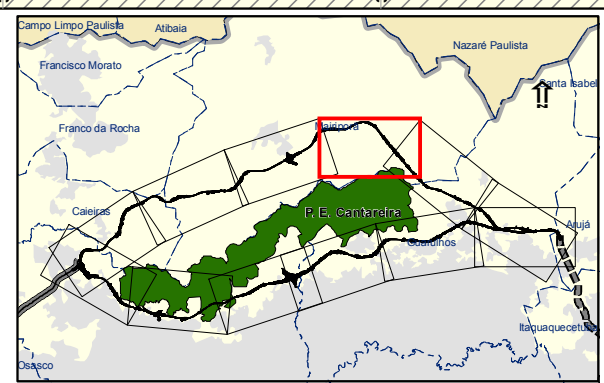 Campo Limpo Paulista
Atibaia
Nazaré Paulista
Francisco Morato
Santa Isabel
Franco da Rocha
Mairiporã
Caieiras
P. E. Cantareira
Arujá
Guarulhos
Itaquaquecetuba
Osasco